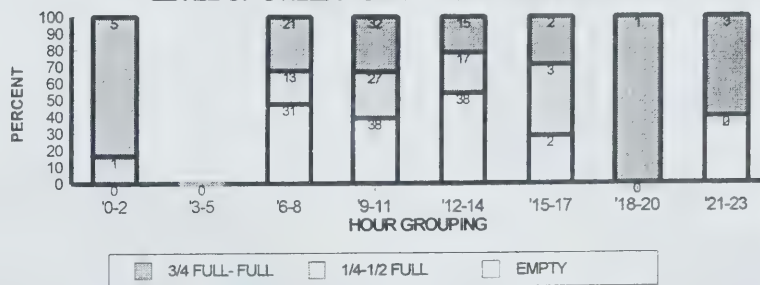 100 5 21 32 15 2 1 3
90
80
70 13 27 17 3
60
50 31 38 38
40 0
30 2
20
10 1
0 0 0 0
PERCENT
'0-2 '3-5 '6-8 '9-11 '12-14 '15-17 '18-20 '21-23
HOUR GROUPING
3/4 FULL- FULL 1/4-1/2 FULL EMPTY